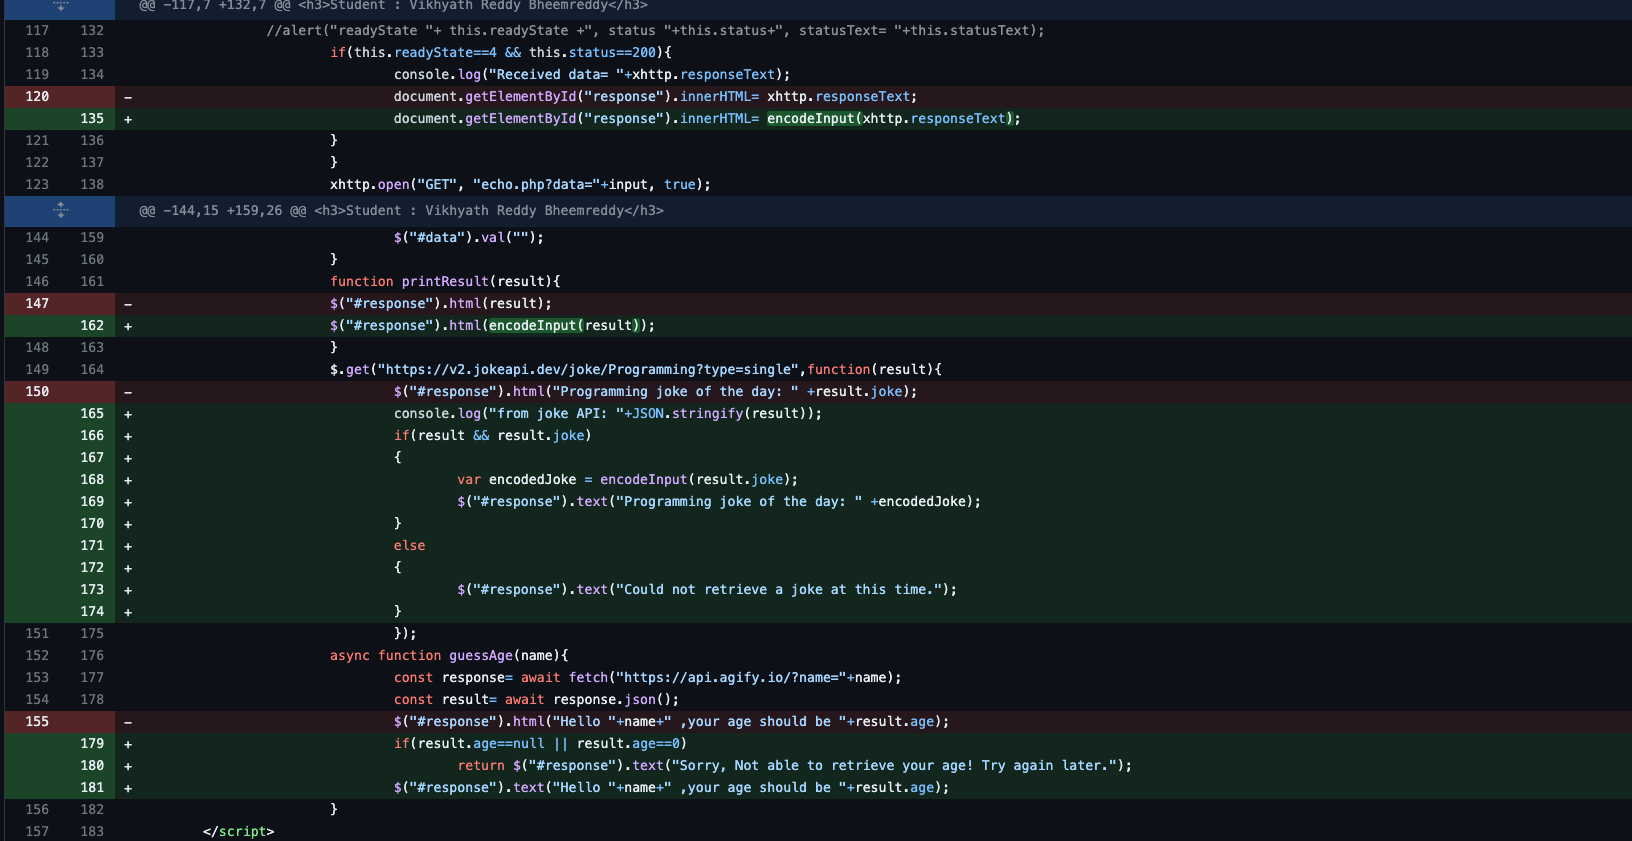 @@ -117,7 +132,7 @@ <h3>Student : Vikhyath Reddy Bheemreddy</h3>
117 132 //alert("readyState "+ this.readyState +", status "+this.status+", statusText= "+this.statusText);
118 133 if(this.readyState==4 && this.status==200){
119 134 console.log("Received data= "+xhttp.responseText);
120 - document.getElementById("response").innerHTML= xhttp.responseText;
135 + document.getElementById("response").innerHTML= encodeInput(xhttp.responseText);
121 136 }
122 137 }
123 138 xhttp.open("GET", "echo.php?data="+input, true);
@@ -144,15 +159,26 @@ <h3>Student : Vikhyath Reddy Bheemreddy</h3>
144 159 $("#data").val("");
145 160 }
146 161 function printResult(result){
147 - $("#response").html(result);
162 + $("#response").html(encodeInput(result));
148 163 }
149 164 $.get("https://v2.jokeapi.dev/joke/Programming?type=single",function(result){
150 - $("#response").html("Programming joke of the day: " +result.joke);
165 + console.log("from joke API: "+JSON.stringify(result));
166 + if(result && result.joke)
167 + {
168 + var encodedJoke = encodeInput(result.joke);
169 + $("#response").text("Programming joke of the day: " +encodedJoke);
170 + }
171 + else
172 + {
173 + $("#response").text("Could not retrieve a joke at this time.");
174 + }
151 175 });
152 176 async function guessAge(name){
153 177 const response= await fetch("https://api.agify.io/?name="+name);
154 178 const result= await response.json();
155 - $("#response").html("Hello "+name+" ,your age should be "+result.age);
179 + if(result.age==null || result.age==0)
180 + return $("#response").text("Sorry, Not able to retrieve your age! Try again later.");
181 + $("#response").text("Hello "+name+" ,your age should be "+result.age);
156 182 }
157 183 </script>